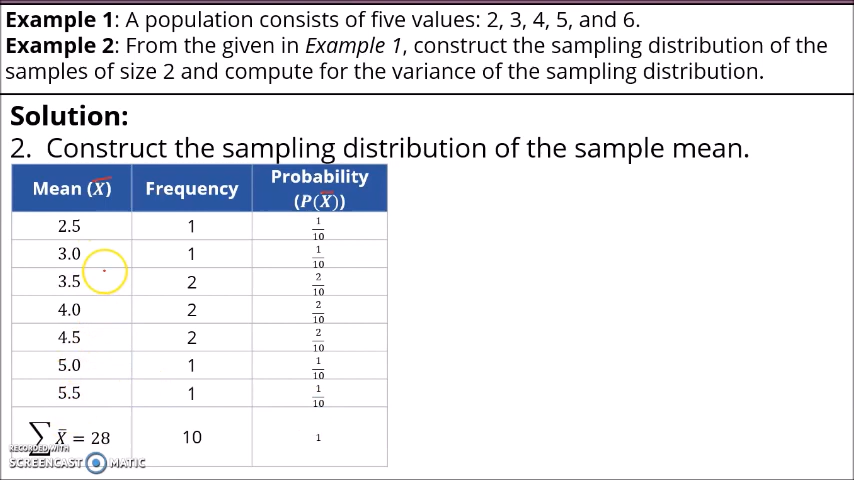 Example 1: A population consists of five values: 2, 3, 4, 5, and 6.
Example 2: From the given in Example 1, construct the sampling distribution of the
samples of size 2 and compute for the variance of the sampling distribution.
Solution:
2. Construct the sampling distribution of the sample mean.
Mean (X̅) Frequency Probability (P(X̅))
2.5 1 1/10
3.0 1 1/10
3.5 2 2/10
4.0 2 2/10
4.5 2 2/10
5.0 1 1/10
5.5 1 1/10
∑ X̅ = 28 10 1
RECORDED WITH
SCREENCAST MATIC